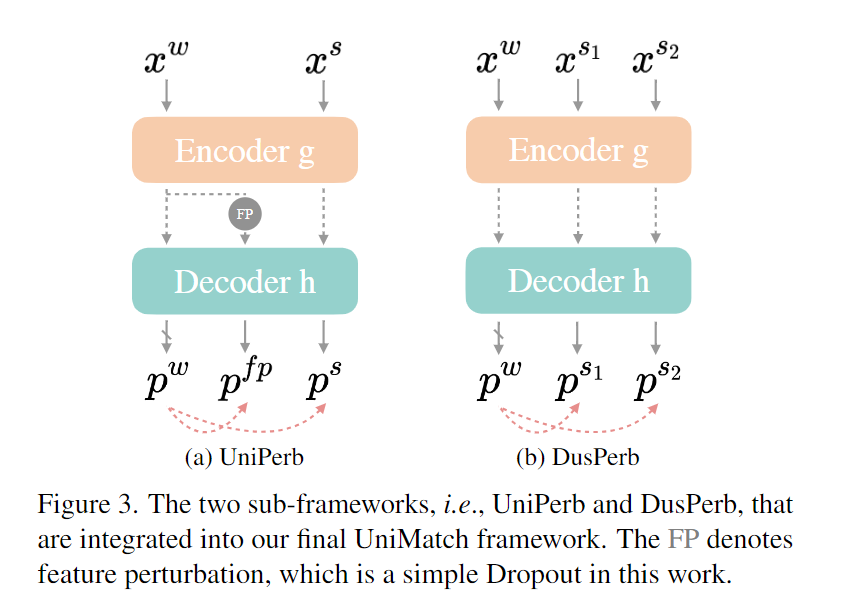 x^w x^s x^w x^{s_1} x^{s_2}
Encoder g Encoder g
FP
Decoder h Decoder h
p^w p^{fp} p^s p^w p^{s_1} p^{s_2}
(a) UniPerb (b) DusPerb
Figure 3. The two sub-frameworks, i.e., UniPerb and DusPerb, that
are integrated into our final UniMatch framework. The FP denotes
feature perturbation, which is a simple Dropout in this work.